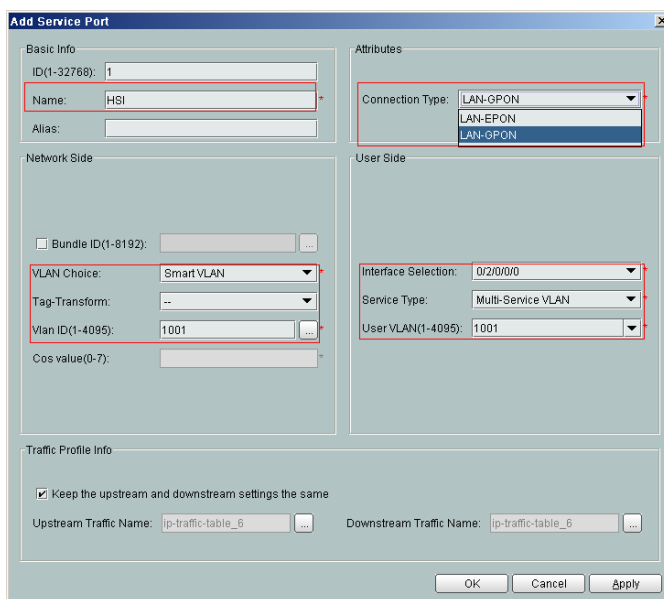 Add Service Port
Basic Info
ID(1-32768): 1
Name: HSI *
Alias:
Attributes
Connection Type: LAN-GPON *
LAN-EPON
LAN-GPON
Network Side
Bundle ID(1-8192): ...
VLAN Choice: Smart VLAN *
Tag-Transform: --
Vlan ID(1-4095): 1001 ... *
Cos value(0-7): *
User Side
Interface Selection: 0/2/0/0/0 *
Service Type: Multi-Service VLAN *
User VLAN(1-4095): 1001 *
Traffic Profile Info
Keep the upstream and downstream settings the same
Upstream Traffic Name: ip-traffic-table_6 ... Downstream Traffic Name: ip-traffic-table_6 ...
OK Cancel Apply